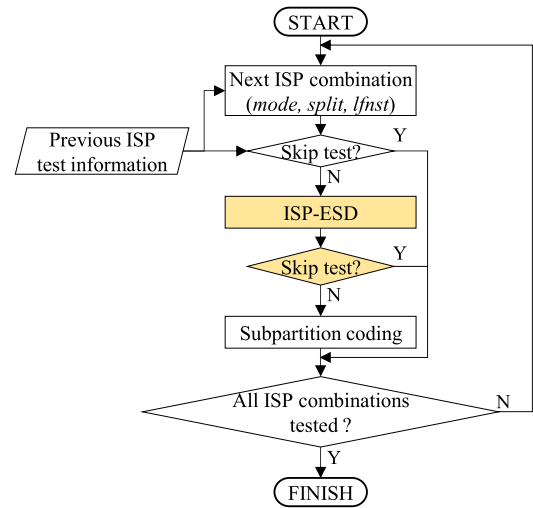 START
Next ISP combination
(mode, split, lfnst)
Previous ISP
test information
Skip test?
Y
N
ISP-ESD
Skip test?
Y
N
Subpartition coding
All ISP combinations
tested ?
N
Y
FINISH